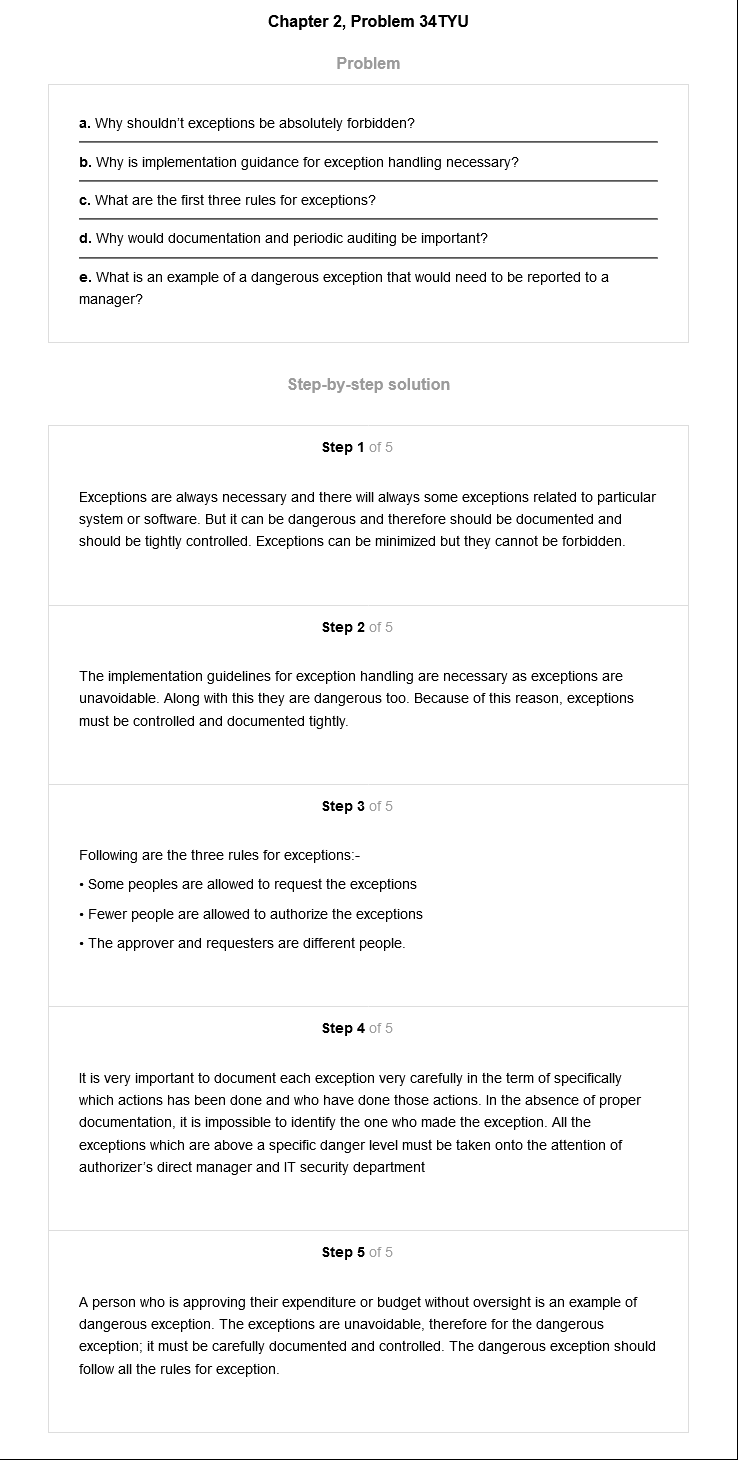 Chapter 2, Problem 34TYU
Problem
a. Why shouldn't exceptions be absolutely forbidden?
b. Why is implementation guidance for exception handling necessary?
c. What are the first three rules for exceptions?
d. Why would documentation and periodic auditing be important?
e. What is an example of a dangerous exception that would need to be reported to a
manager?
Step-by-step solution
Step 1 of 5
Exceptions are always necessary and there will always some exceptions related to particular
system or software. But it can be dangerous and therefore should be documented and
should be tightly controlled. Exceptions can be minimized but they cannot be forbidden.
Step 2 of 5
The implementation guidelines for exception handling are necessary as exceptions are
unavoidable. Along with this they are dangerous too. Because of this reason, exceptions
must be controlled and documented tightly.
Step 3 of 5
Following are the three rules for exceptions:-
• Some peoples are allowed to request the exceptions
• Fewer people are allowed to authorize the exceptions
• The approver and requesters are different people.
Step 4 of 5
It is very important to document each exception very carefully in the term of specifically
which actions has been done and who have done those actions. In the absence of proper
documentation, it is impossible to identify the one who made the exception. All the
exceptions which are above a specific danger level must be taken onto the attention of
authorizer's direct manager and IT security department
Step 5 of 5
A person who is approving their expenditure or budget without oversight is an example of
dangerous exception. The exceptions are unavoidable, therefore for the dangerous
exception; it must be carefully documented and controlled. The dangerous exception should
follow all the rules for exception.